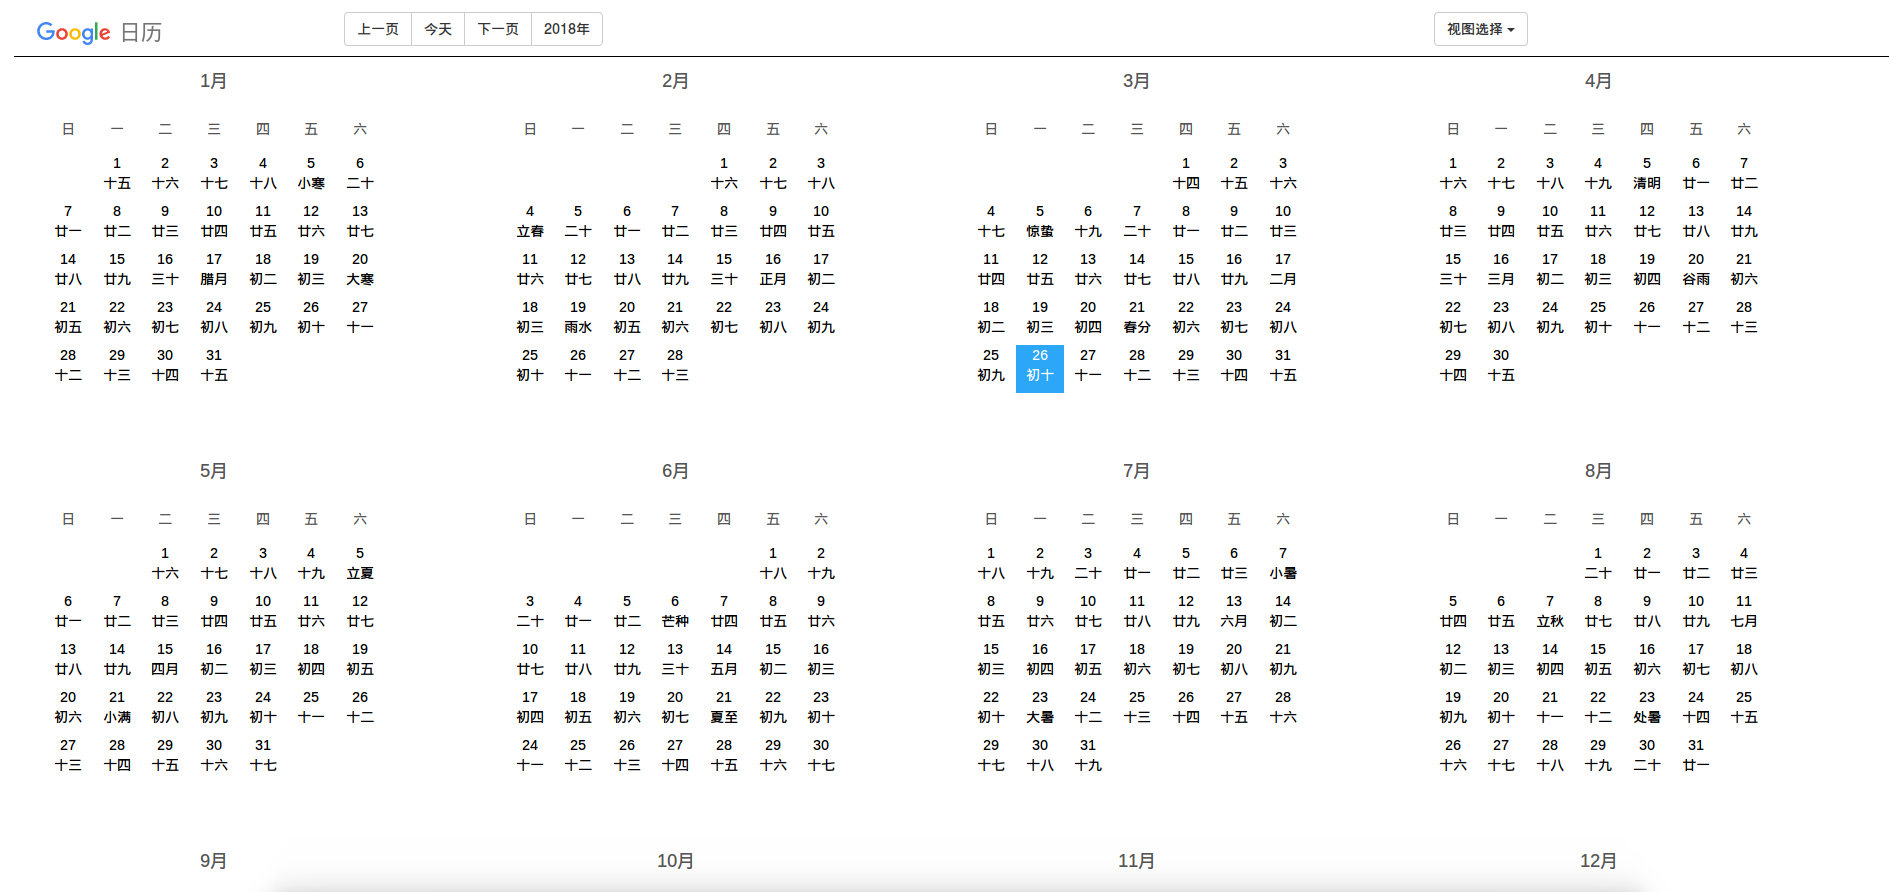 Google 日历 上一页 今天 下一页 2018年 视图选择
1月 2月 3月 4月
日 一 二 三 四 五 六 日 一 二 三 四 五 六 日 一 二 三 四 五 六 日 一 二 三 四 五 六
1 2 3 4 5 6 1 2 3 1 2 3 1 2 3 4 5 6 7
十五 十六 十七 十八 小寒 二十 十六 十七 十八 十四 十五 十六 十六 十七 十八 十九 清明 廿一 廿二
7 8 9 10 11 12 13 4 5 6 7 8 9 10 4 5 6 7 8 9 10 8 9 10 11 12 13 14
廿一 廿二 廿三 廿四 廿五 廿六 廿七 立春 二十 廿一 廿二 廿三 廿四 廿五 十七 惊蛰 十九 二十 廿一 廿二 廿三 廿三 廿四 廿五 廿六 廿七 廿八 廿九
14 15 16 17 18 19 20 11 12 13 14 15 16 17 11 12 13 14 15 16 17 15 16 17 18 19 20 21
廿八 廿九 三十 腊月 初二 初三 大寒 廿六 廿七 廿八 廿九 三十 正月 初二 廿四 廿五 廿六 廿七 廿八 廿九 二月 三十 三月 初二 初三 初四 谷雨 初六
21 22 23 24 25 26 27 18 19 20 21 22 23 24 18 19 20 21 22 23 24 22 23 24 25 26 27 28
初五 初六 初七 初八 初九 初十 十一 初三 雨水 初五 初六 初七 初八 初九 初二 初三 初四 春分 初六 初七 初八 初七 初八 初九 初十 十一 十二 十三
28 29 30 31 25 26 27 28 25 26 27 28 29 30 31 29 30
十二 十三 十四 十五 初十 十一 十二 十三 初九 初十 十一 十二 十三 十四 十五 十四 十五
5月 6月 7月 8月
日 一 二 三 四 五 六 日 一 二 三 四 五 六 日 一 二 三 四 五 六 日 一 二 三 四 五 六
1 2 3 4 5 1 2 1 2 3 4 5 6 7 1 2 3 4
十六 十七 十八 十九 立夏 十八 十九 十八 十九 二十 廿一 廿二 廿三 小暑 二十 廿一 廿二 廿三
6 7 8 9 10 11 12 3 4 5 6 7 8 9 8 9 10 11 12 13 14 5 6 7 8 9 10 11
廿一 廿二 廿三 廿四 廿五 廿六 廿七 二十 廿一 廿二 芒种 廿四 廿五 廿六 廿五 廿六 廿七 廿八 廿九 六月 初二 廿四 廿五 立秋 廿七 廿八 廿九 七月
13 14 15 16 17 18 19 10 11 12 13 14 15 16 15 16 17 18 19 20 21 12 13 14 15 16 17 18
廿八 廿九 四月 初二 初三 初四 初五 廿七 廿八 廿九 三十 五月 初二 初三 初三 初四 初五 初六 初七 初八 初九 初二 初三 初四 初五 初六 初七 初八
20 21 22 23 24 25 26 17 18 19 20 21 22 23 22 23 24 25 26 27 28 19 20 21 22 23 24 25
初六 小满 初八 初九 初十 十一 十二 初四 初五 初六 初七 夏至 初九 初十 初十 大暑 十二 十三 十四 十五 十六 初九 初十 十一 十二 处暑 十四 十五
27 28 29 30 31 24 25 26 27 28 29 30 29 30 31 26 27 28 29 30 31
十三 十四 十五 十六 十七 十一 十二 十三 十四 十五 十六 十七 十七 十八 十九 十六 十七 十八 十九 二十 廿一
9月 10月 11月 12月